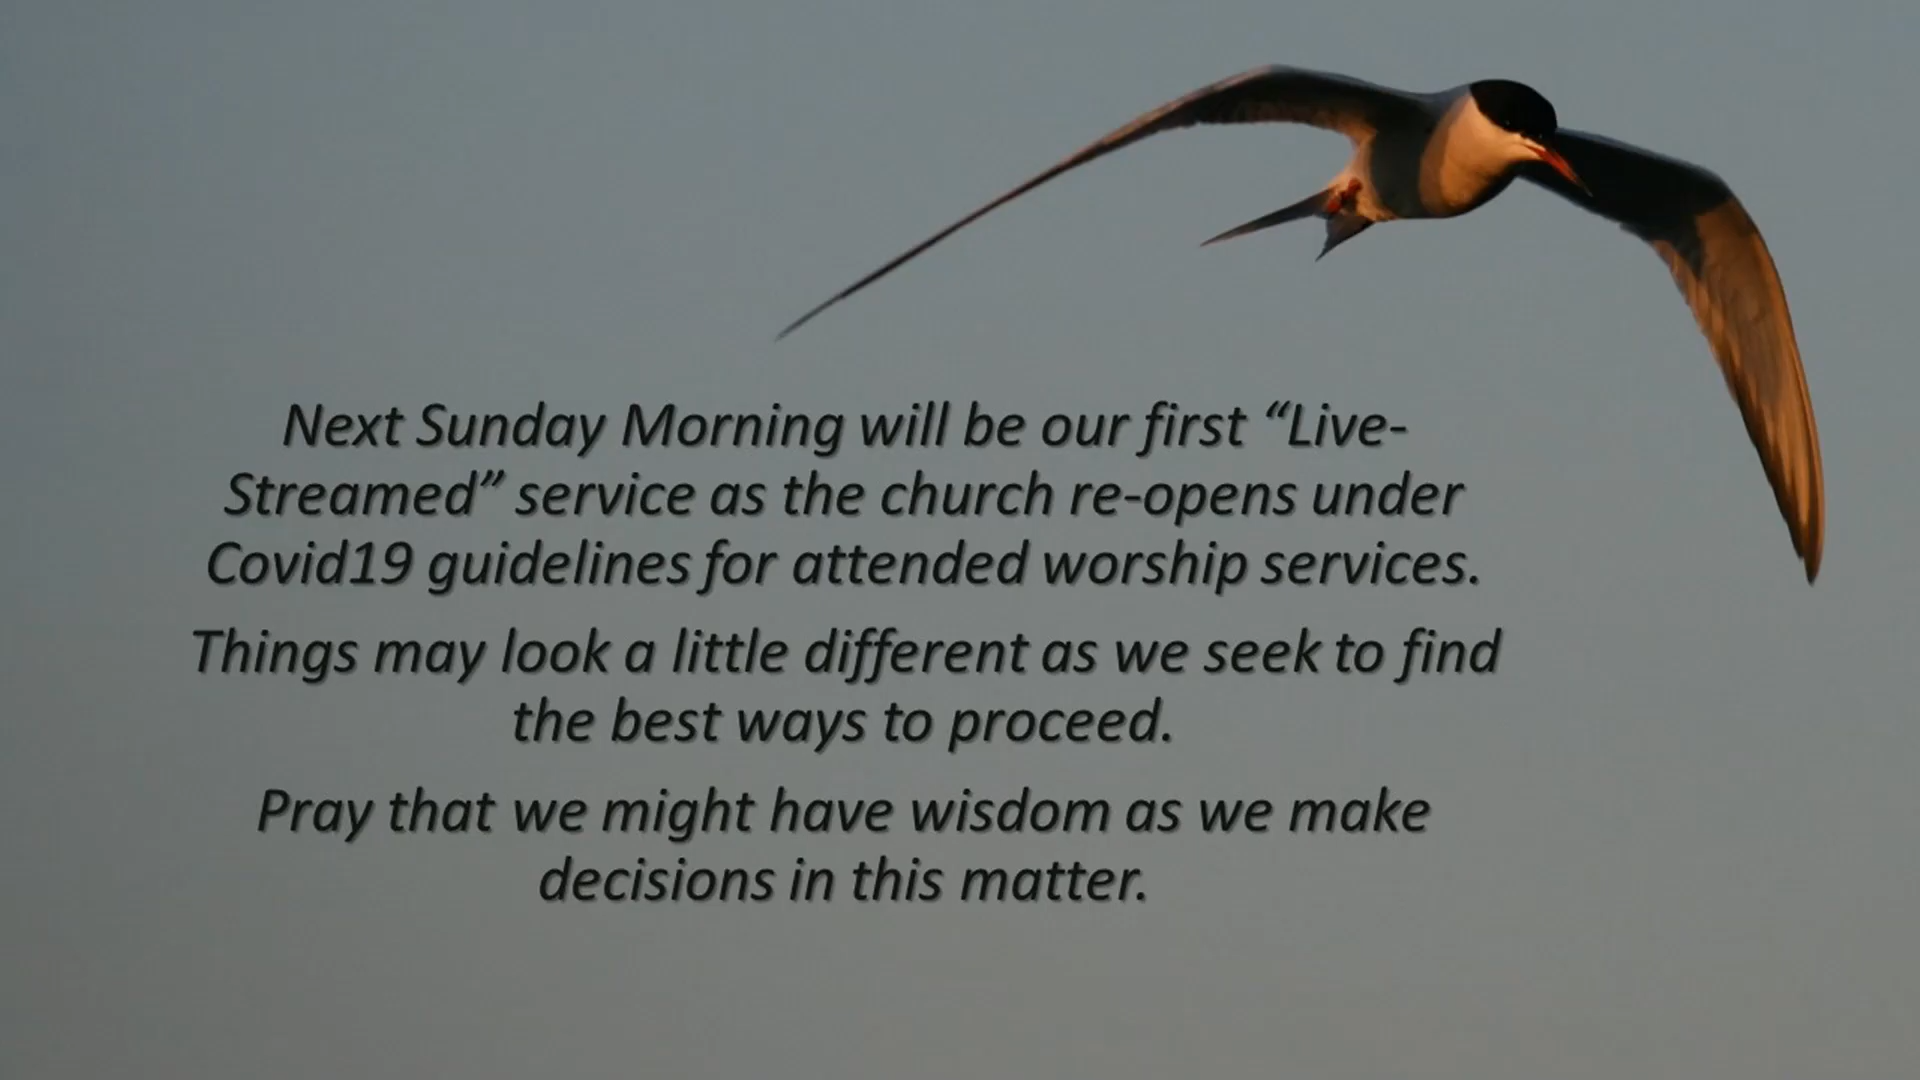 Next Sunday Morning will be our first “Live-
Streamed” service as the church re-opens under
Covid19 guidelines for attended worship services.
Things may look a little different as we seek to find
the best ways to proceed.
Pray that we might have wisdom as we make
decisions in this matter.